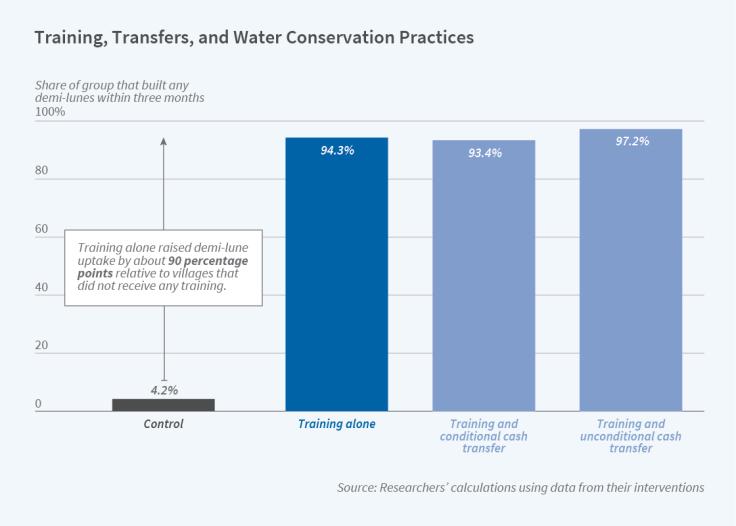 Training, Transfers, and Water Conservation Practices
Share of group that built any
demi-lunes within three months
100%
80
60
40
20
0
94.3%
93.4%
97.2%
4.2%
Training alone raised demi-lune
uptake by about 90 percentage
points relative to villages that
did not receive any training.
Control
Training alone
Training and
conditional cash
transfer
Training and
unconditional cash
transfer
Source: Researchers’ calculations using data from their interventions